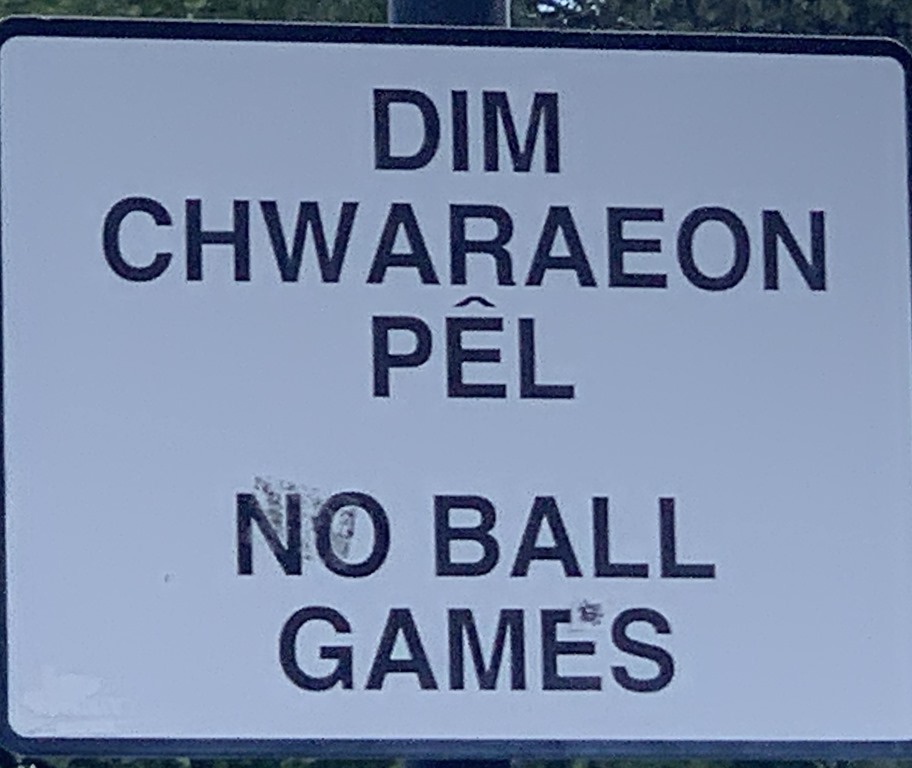 DIM
CHWARAEON
PÊL
NO BALL
GAMES